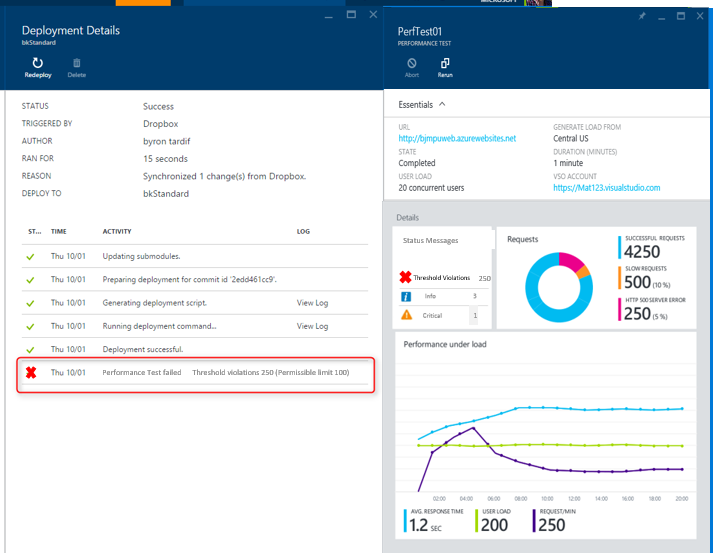 MICROSOFT
Deployment Details
bkStandard
Redeploy Delete
STATUS Success
TRIGGERED BY Dropbox
AUTHOR byron tardif
RAN FOR 15 seconds
REASON Synchronized 1 change(s) from Dropbox.
DEPLOY TO bkStandard
ST... TIME ACTIVITY LOG
Thu 10/01 Updating submodules.
Thu 10/01 Preparing deployment for commit id '2edd461cc9'.
Thu 10/01 Generating deployment script. View Log
Thu 10/01 Running deployment command... View Log
Thu 10/01 Deployment successful.
Thu 10/01 Performance Test failed Threshold violations 250 (Permissible limit 100)
PerfTest01
PERFORMANCE TEST
Abort Rerun
Essentials
URL GENERATE LOAD FROM
http://bjmpuweb.azurewebsites.net Central US
STATE DURATION (MINUTES)
Completed 1 minute
USER LOAD VSO ACCOUNT
20 concurrent users https://Mat123.visualstudio.com
Details
Status Messages
Threshold Violations 250
Info 3
Critical 1
Requests
SUCCESSFUL REQUESTS
4250
SLOW REQUESTS
500 (10 %)
HTTP 500 SERVER ERROR
250 (5 %)
Performance under load
02:00 04:00 06:00 08:00 10:00 12:00 14:00 16:00 18:00 20:00
AVG. RESPONSE TIME USER LOAD REQUEST/MIN
1.2 SEC 200 250